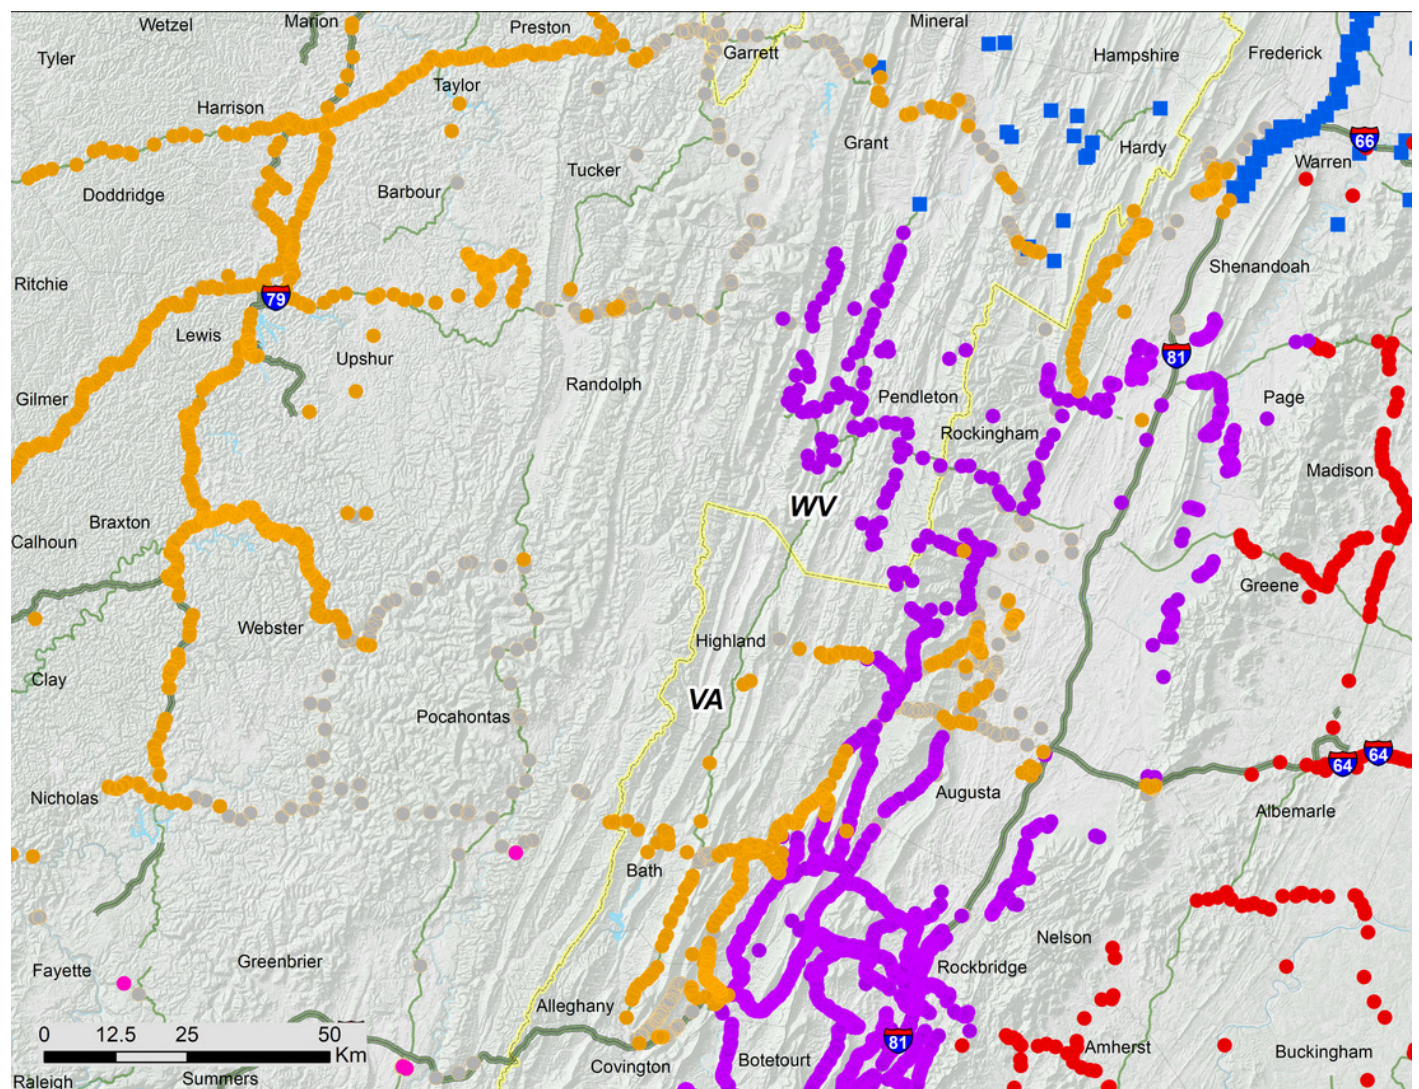 Wetzel
Marion
Preston
Mineral
Tyler
Garrett
Hampshire
Frederick
Taylor
Harrison
66
Grant
Hardy
Warren
Tucker
Doddridge
Barbour
Shenandoah
Ritchie
79
Lewis
Upshur
81
Randolph
Gilmer
Pendleton
Page
Rockingham
Madison
WV
Braxton
Calhoun
Greene
Webster
Highland
Clay
VA
Pocahontas
64
64
Nicholas
Augusta
Albemarle
Bath
Nelson
Fayette
Greenbrier
Rockbridge
Alleghany
0 12.5 25 50
Km
81
Amherst
Buckingham
Covington
Botetourt
Raleigh
Summers